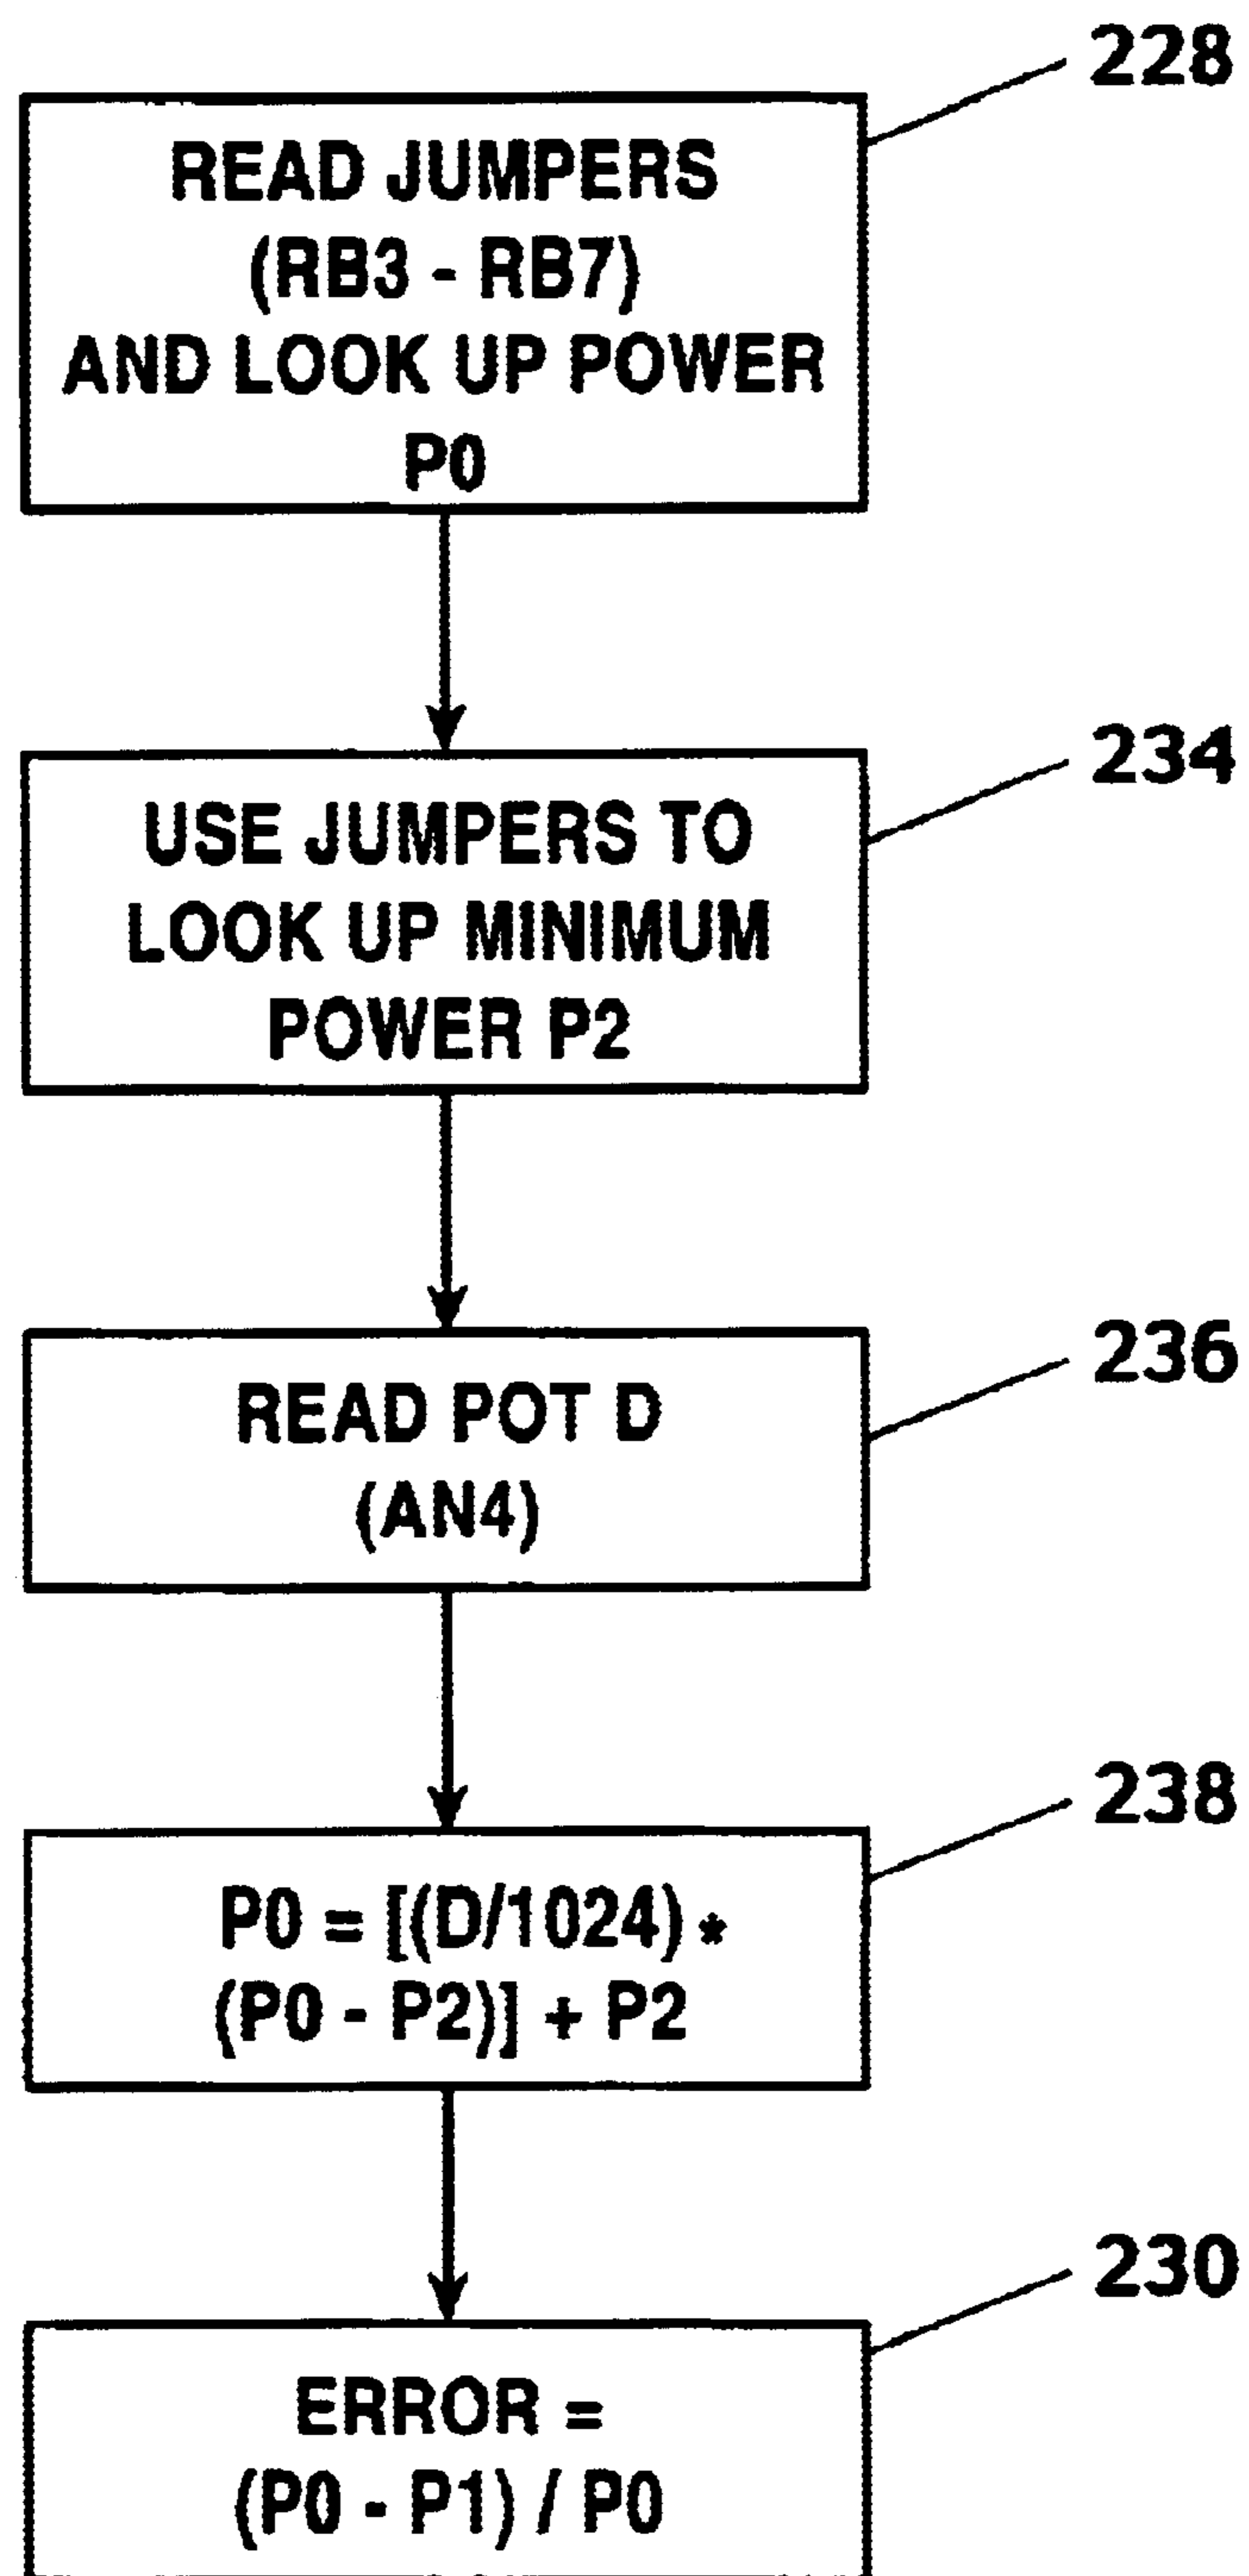 228
READ JUMPERS
(RB3 - RB7)
AND LOOK UP POWER
P0
234
USE JUMPERS TO
LOOK UP MINIMUM
POWER P2
236
READ POT D
(AN4)
238
P0 = [(D/1024) *
(P0 - P2)] + P2
230
ERROR =
(P0 - P1) / P0